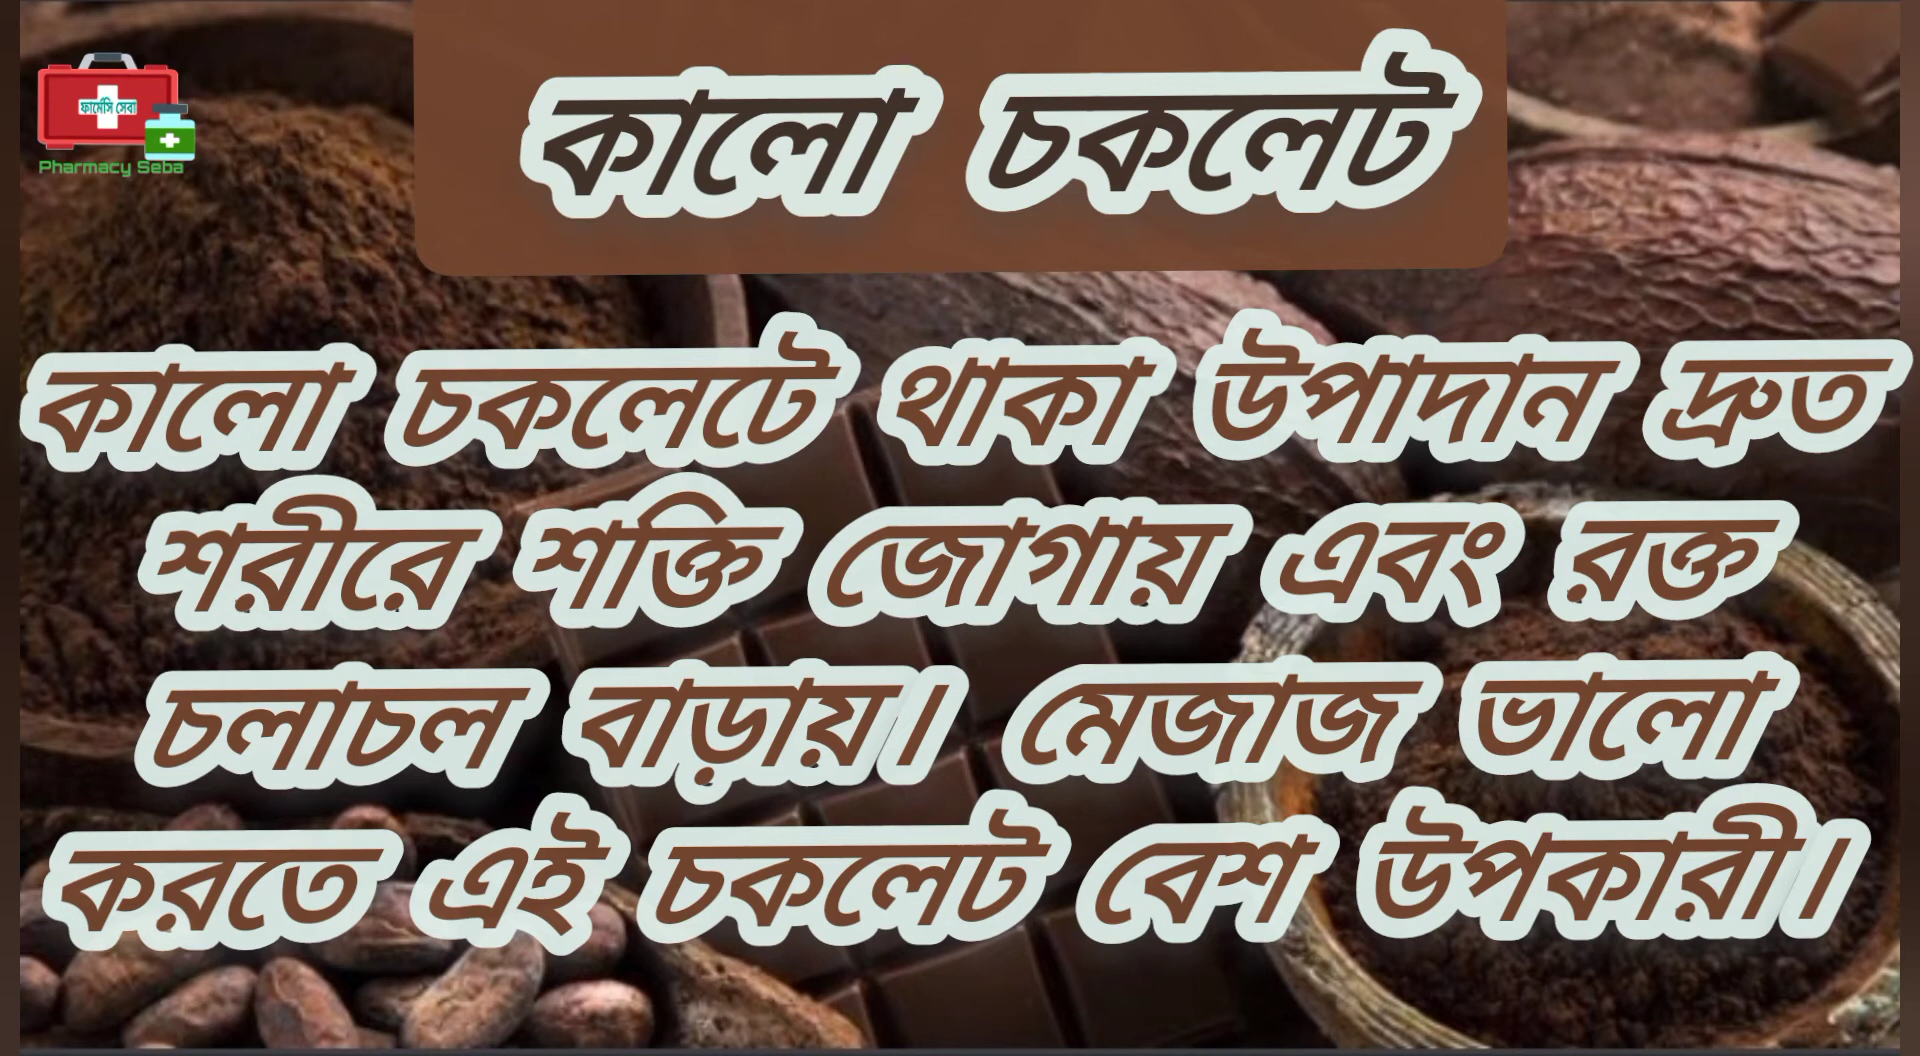 ফার্মেসি সেবা
Pharmacy Seba
কালো চকলেট
কালো চকলেটে থাকা উপাদান দ্রুত
শরীরে শক্তি জোগায় এবং রক্ত
চলাচল বাড়ায়। মেজাজ ভালো
করতে এই চকলেট বেশ উপকারী।